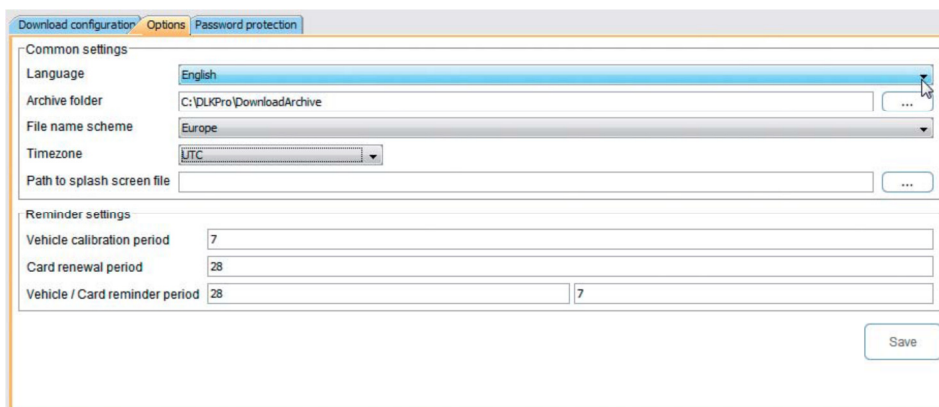 Download configuration Options Password protection
Common settings
Language English
Archive folder C:\DLKPro\DownloadArchive ...
File name scheme Europe
Timezone UTC
Path to splash screen file ...
Reminder settings
Vehicle calibration period 7
Card renewal period 28
Vehicle / Card reminder period 28 7
Save